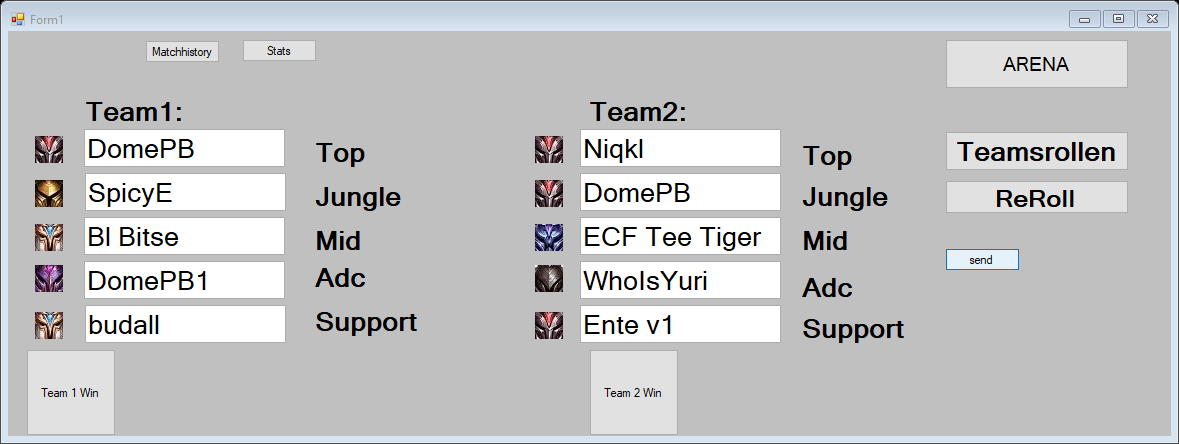 Form1
Matchhistory
Stats
ARENA
Team1:
DomePB
Top
SpicyE
Jungle
Bl Bitse
Mid
DomePB1
Adc
budall
Support
Team 1 Win
Team2:
Niqkl
Top
DomePB
Jungle
ECF Tee Tiger
Mid
WhoIsYuri
Adc
Ente v1
Support
Team 2 Win
Teamsrollen
ReRoll
send